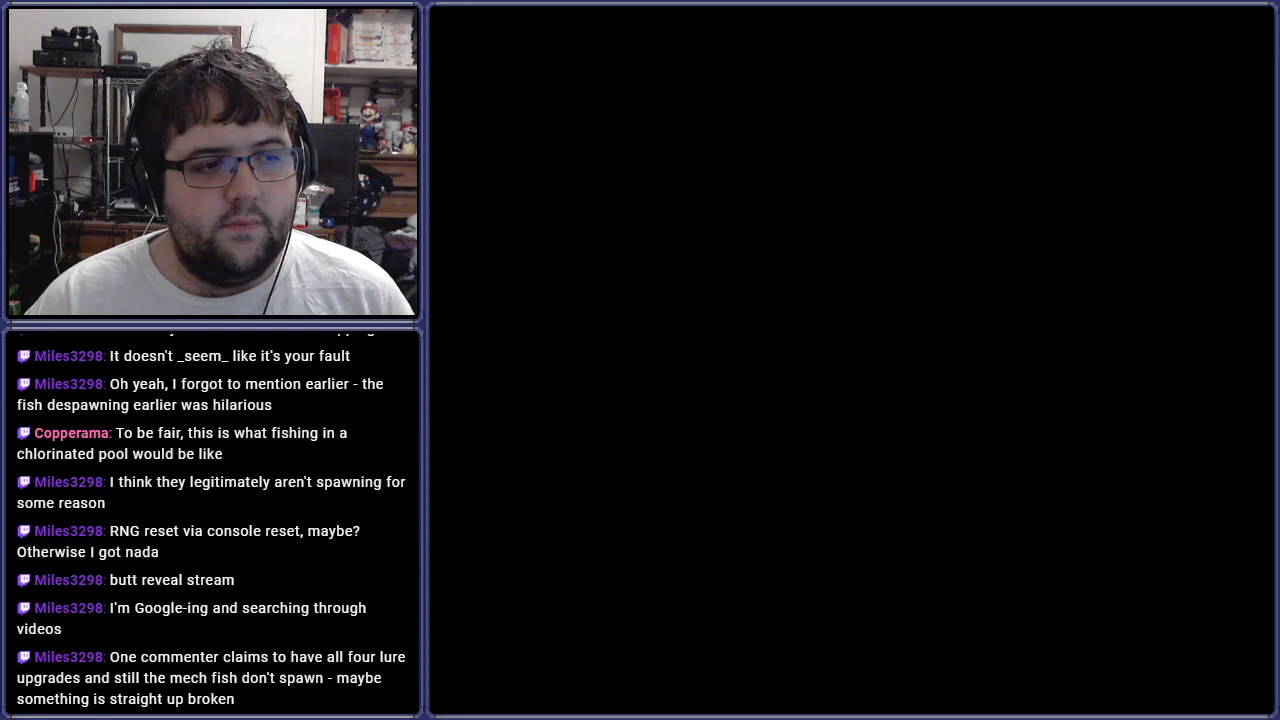 Miles3298: It doesn't _seem_ like it's your fault
Miles3298: Oh yeah, I forgot to mention earlier - the
fish despawning earlier was hilarious
Copperama: To be fair, this is what fishing in a
chlorinated pool would be like
Miles3298: I think they legitimately aren't spawning for
some reason
Miles3298: RNG reset via console reset, maybe?
Otherwise I got nada
Miles3298: butt reveal stream
Miles3298: I'm Google-ing and searching through
videos
Miles3298: One commenter claims to have all four lure
upgrades and still the mech fish don't spawn - maybe
something is straight up broken